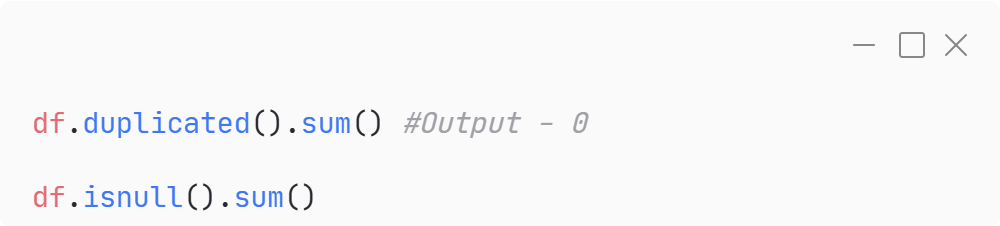 df.duplicated().sum() #Output - 0
df.isnull().sum()